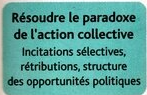 Résoudre le paradoxe
de l'action collective
Incitations sélectives,
rétributions, structure
des opportunités politiques